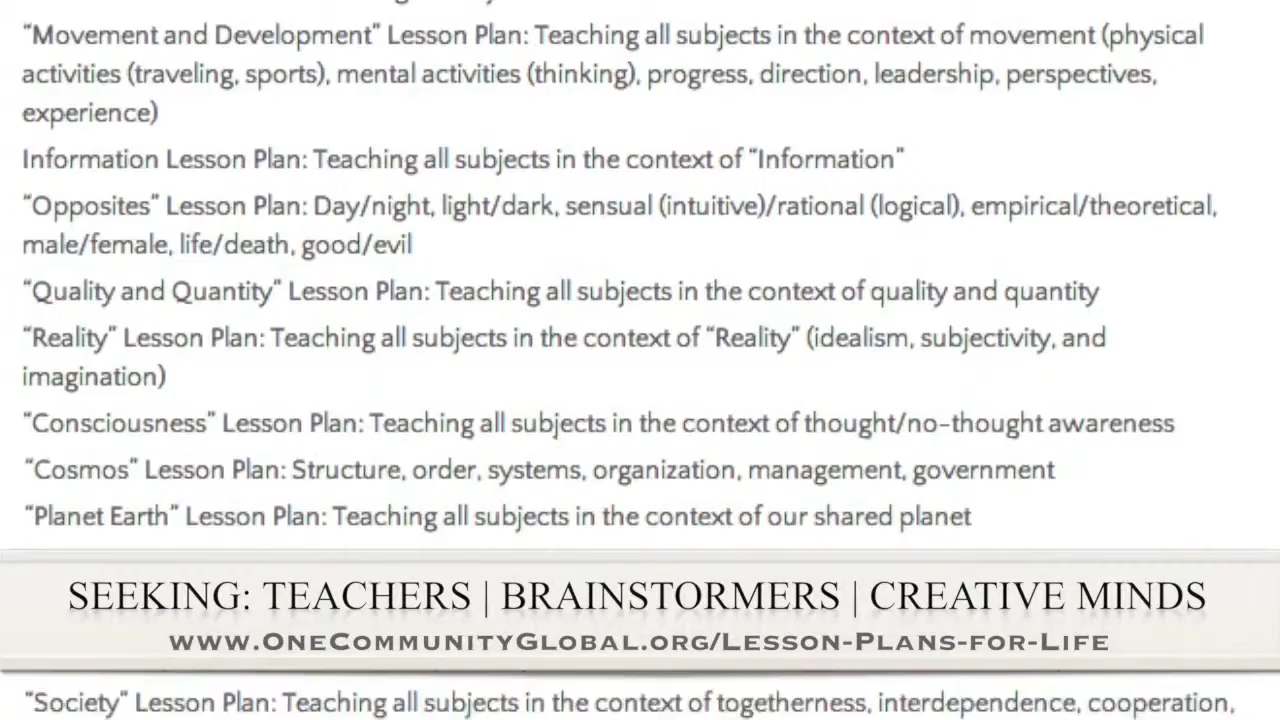 “Movement and Development” Lesson Plan: Teaching all subjects in the context of movement (physical
activities (traveling, sports), mental activities (thinking), progress, direction, leadership, perspectives,
experience)
Information Lesson Plan: Teaching all subjects in the context of “Information”
“Opposites” Lesson Plan: Day/night, light/dark, sensual (intuitive)/rational (logical), empirical/theoretical,
male/female, life/death, good/evil
“Quality and Quantity” Lesson Plan: Teaching all subjects in the context of quality and quantity
“Reality” Lesson Plan: Teaching all subjects in the context of “Reality” (idealism, subjectivity, and
imagination)
“Consciousness” Lesson Plan: Teaching all subjects in the context of thought/no-thought awareness
“Cosmos” Lesson Plan: Structure, order, systems, organization, management, government
“Planet Earth” Lesson Plan: Teaching all subjects in the context of our shared planet
SEEKING: TEACHERS | BRAINSTORMERS | CREATIVE MINDS
www.OneCommunityGlobal.org/Lesson-Plans-for-Life
“Society” Lesson Plan: Teaching all subjects in the context of togetherness, interdependence, cooperation,